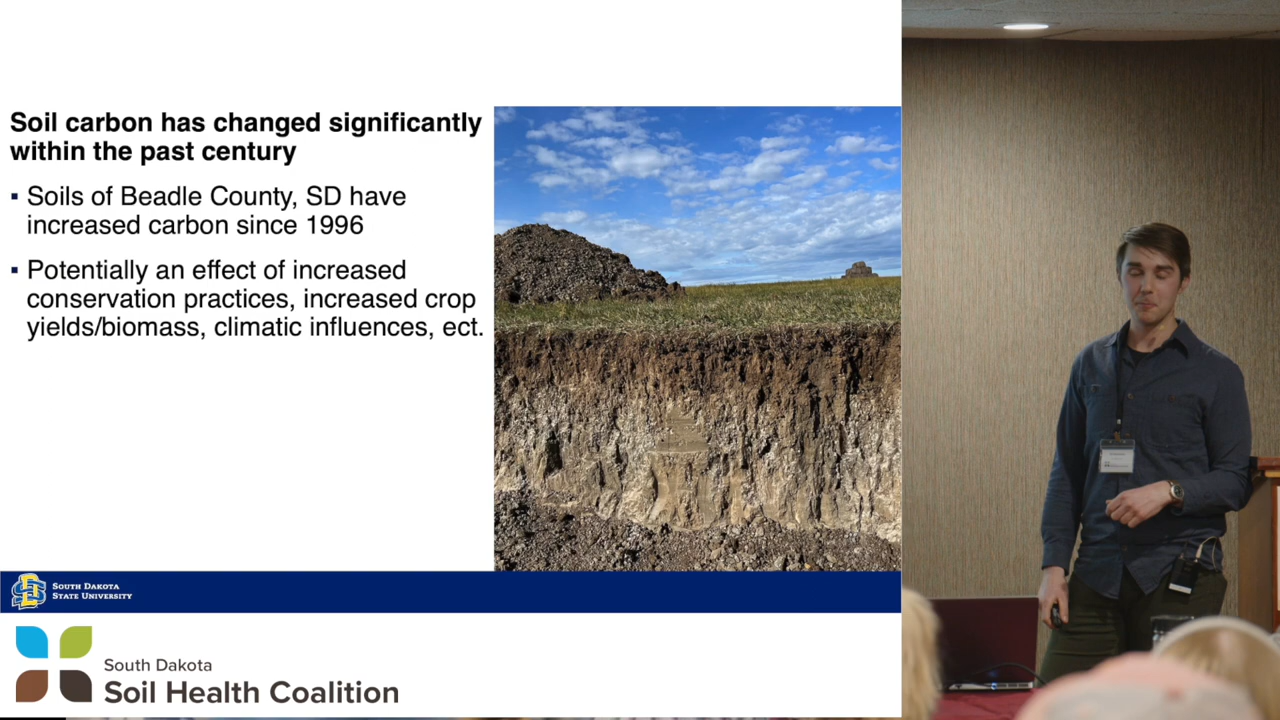 Soil carbon has changed significantly
within the past century
▪ Soils of Beadle County, SD have
increased carbon since 1996
▪ Potentially an effect of increased
conservation practices, increased crop
yields/biomass, climatic influences, ect.
SOUTH DAKOTA
STATE UNIVERSITY
South Dakota
Soil Health Coalition